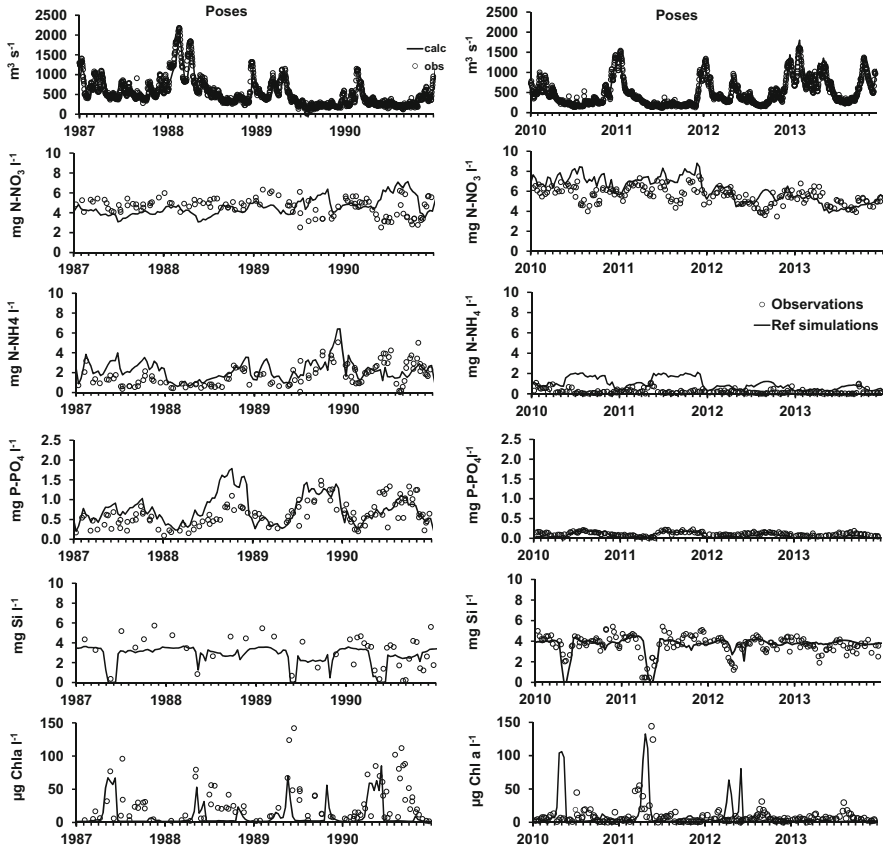 Poses
m³ s⁻¹
3000
2500
2000
1500
1000
500
0
calc
obs
1987 1988 1989 1990
mg N-NO₃ l⁻¹
10
8
6
4
2
0
1987 1988 1989 1990
mg N-NH4 l⁻¹
10
8
6
4
2
0
1987 1988 1989 1990
mg P-PO₄ l⁻¹
2.5
2.0
1.5
1.0
0.5
0.0
1987 1988 1989 1990
mg Si l⁻¹
10
8
6
4
2
0
1987 1988 1989 1990
µg Chla l⁻¹
150
100
50
0
1987 1988 1989 1990
Poses
m³ s⁻¹
2500
2000
1500
1000
500
0
2010 2011 2012 2013
mg N-NO₃ l⁻¹
10
8
6
4
2
0
2010 2011 2012 2013
mg N-NH₄ l⁻¹
10
8
6
4
2
0
Observations
Ref simulations
2010 2011 2012 2013
mg P-PO₄l⁻¹
2.5
2.0
1.5
1.0
0.5
0.0
2010 2011 2012 2013
mg Si l⁻¹
10
8
6
4
2
0
2010 2011 2012 2013
µg Chl a l⁻¹
150
100
50
0
2010 2011 2012 2013